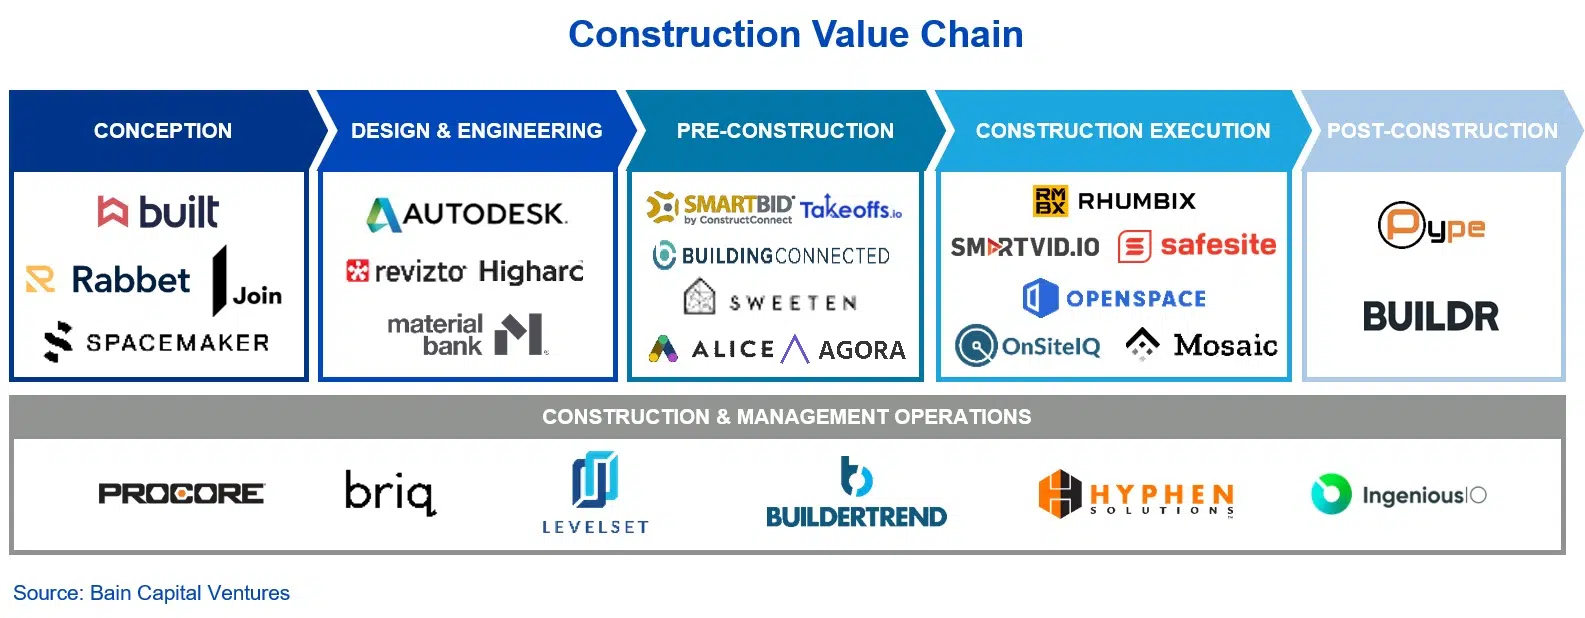 Construction Value Chain
CONCEPTION
DESIGN & ENGINEERING
PRE-CONSTRUCTION
CONSTRUCTION EXECUTION
POST-CONSTRUCTION
built
Rabbet
Join
SPACEMAKER
AUTODESK.
revizto Higharc
material
bank
SMARTBID
by ConstructConnect
Takeoffs.io
BUILDINGCONNECTED
SWEETEN
ALICE AGORA
RM
BX RHUMBIX
SMARTVID.IO safesite
OPENSPACE
OnSiteIQ Mosaic
Pype
BUILDR
CONSTRUCTION & MANAGEMENT OPERATIONS
PROCORE
briq
LEVELSET
BUILDERTREND
HYPHEN
SOLUTIONS
IngeniousIO
Source: Bain Capital Ventures